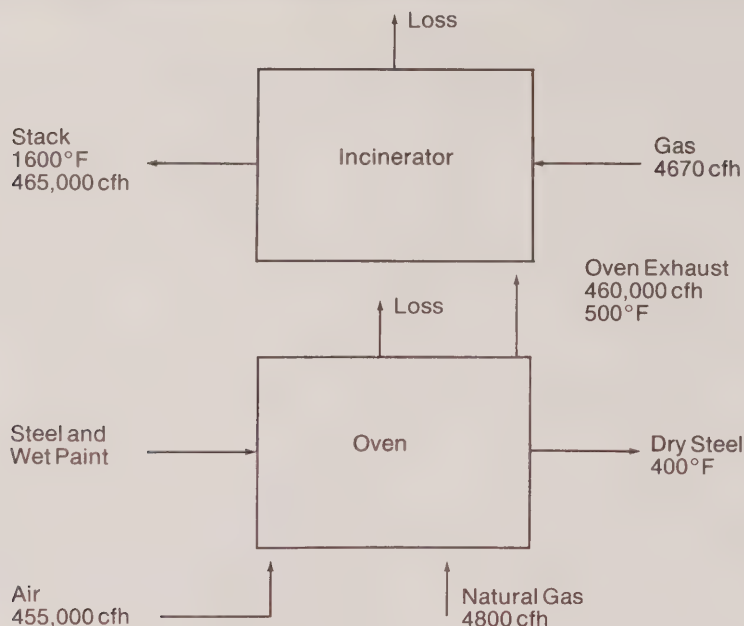 Loss
Stack
1600°F
465,000 cfh
Incinerator
Gas
4670 cfh
Oven Exhaust
460,000 cfh
500°F
Loss
Steel and
Wet Paint
Oven
Dry Steel
400°F
Air
455,000 cfh
Natural Gas
4800 cfh